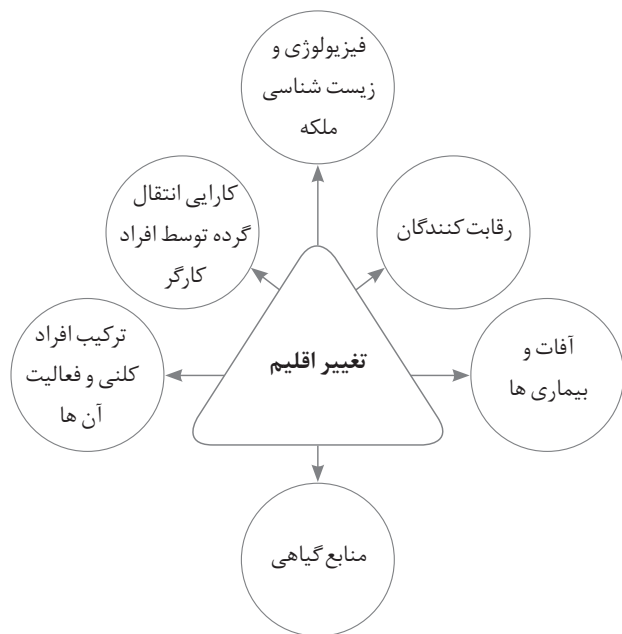 فیزیولوژی و
زیست شناسی
ملکه
رقابت کنندگان
کارایی انتقال
گرده توسط افراد
کارگر
آفات و
بیماری ها
ترکیب افراد
کلنی و فعالیت
آن ها
تغییر اقلیم
منابع گیاهی